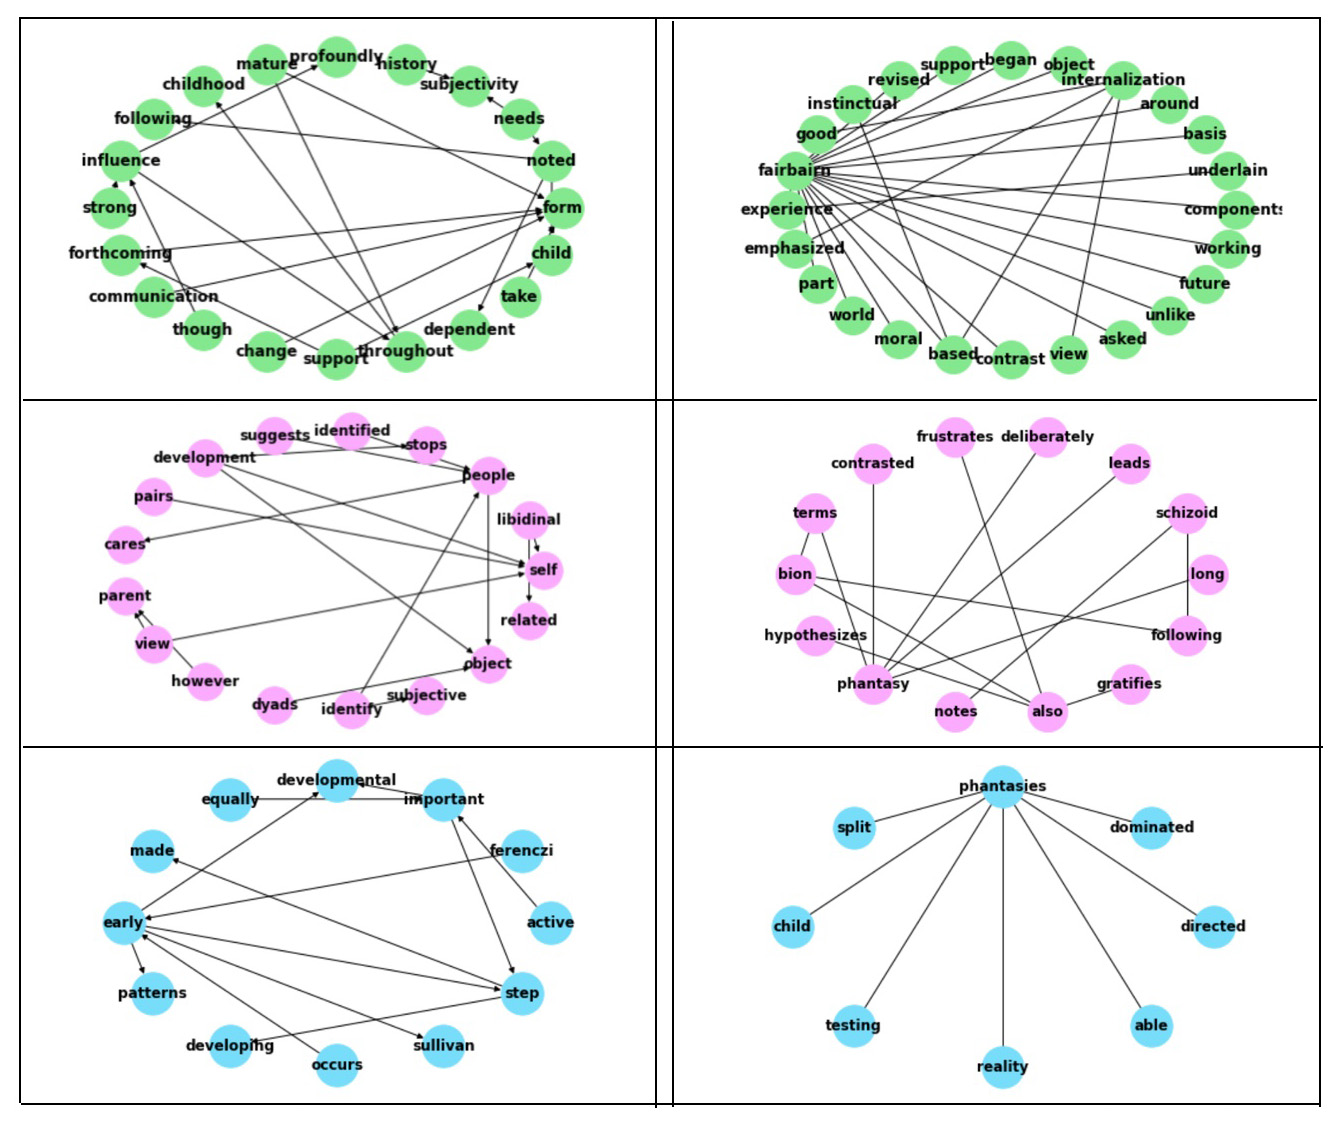 profoundly
mature
history
childhood
subjectivity
following
needs
influence
noted
strong
form
forthcoming
child
communication
take
though
dependent
change
support
throughout
began
support
object
revised
internalization
instinctual
around
good
basis
fairbairn
underlain
experience
components
emphasized
working
part
future
world
unlike
moral
asked
based
contrast
view
identified
suggests
stops
development
people
pairs
libidinal
cares
self
parent
related
view
object
however
subjective
dyads
identify
frustrates
deliberately
contrasted
leads
terms
schizoid
bion
long
hypothesizes
following
phantasy
gratifies
notes
also
developmental
equally
important
made
ferenczi
early
active
patterns
step
developing
sullivan
occurs
phantasies
split
dominated
child
directed
testing
able
reality